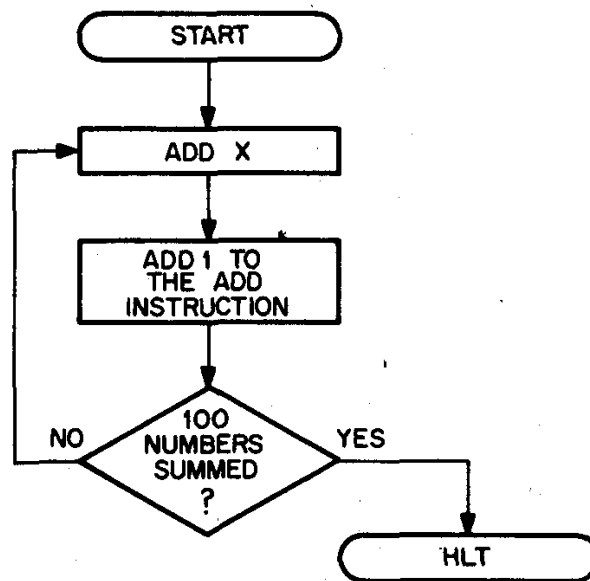 START
ADD X
ADD 1 TO
THE ADD
INSTRUCTION
100
NUMBERS
SUMMED
?
NO
YES
HLT